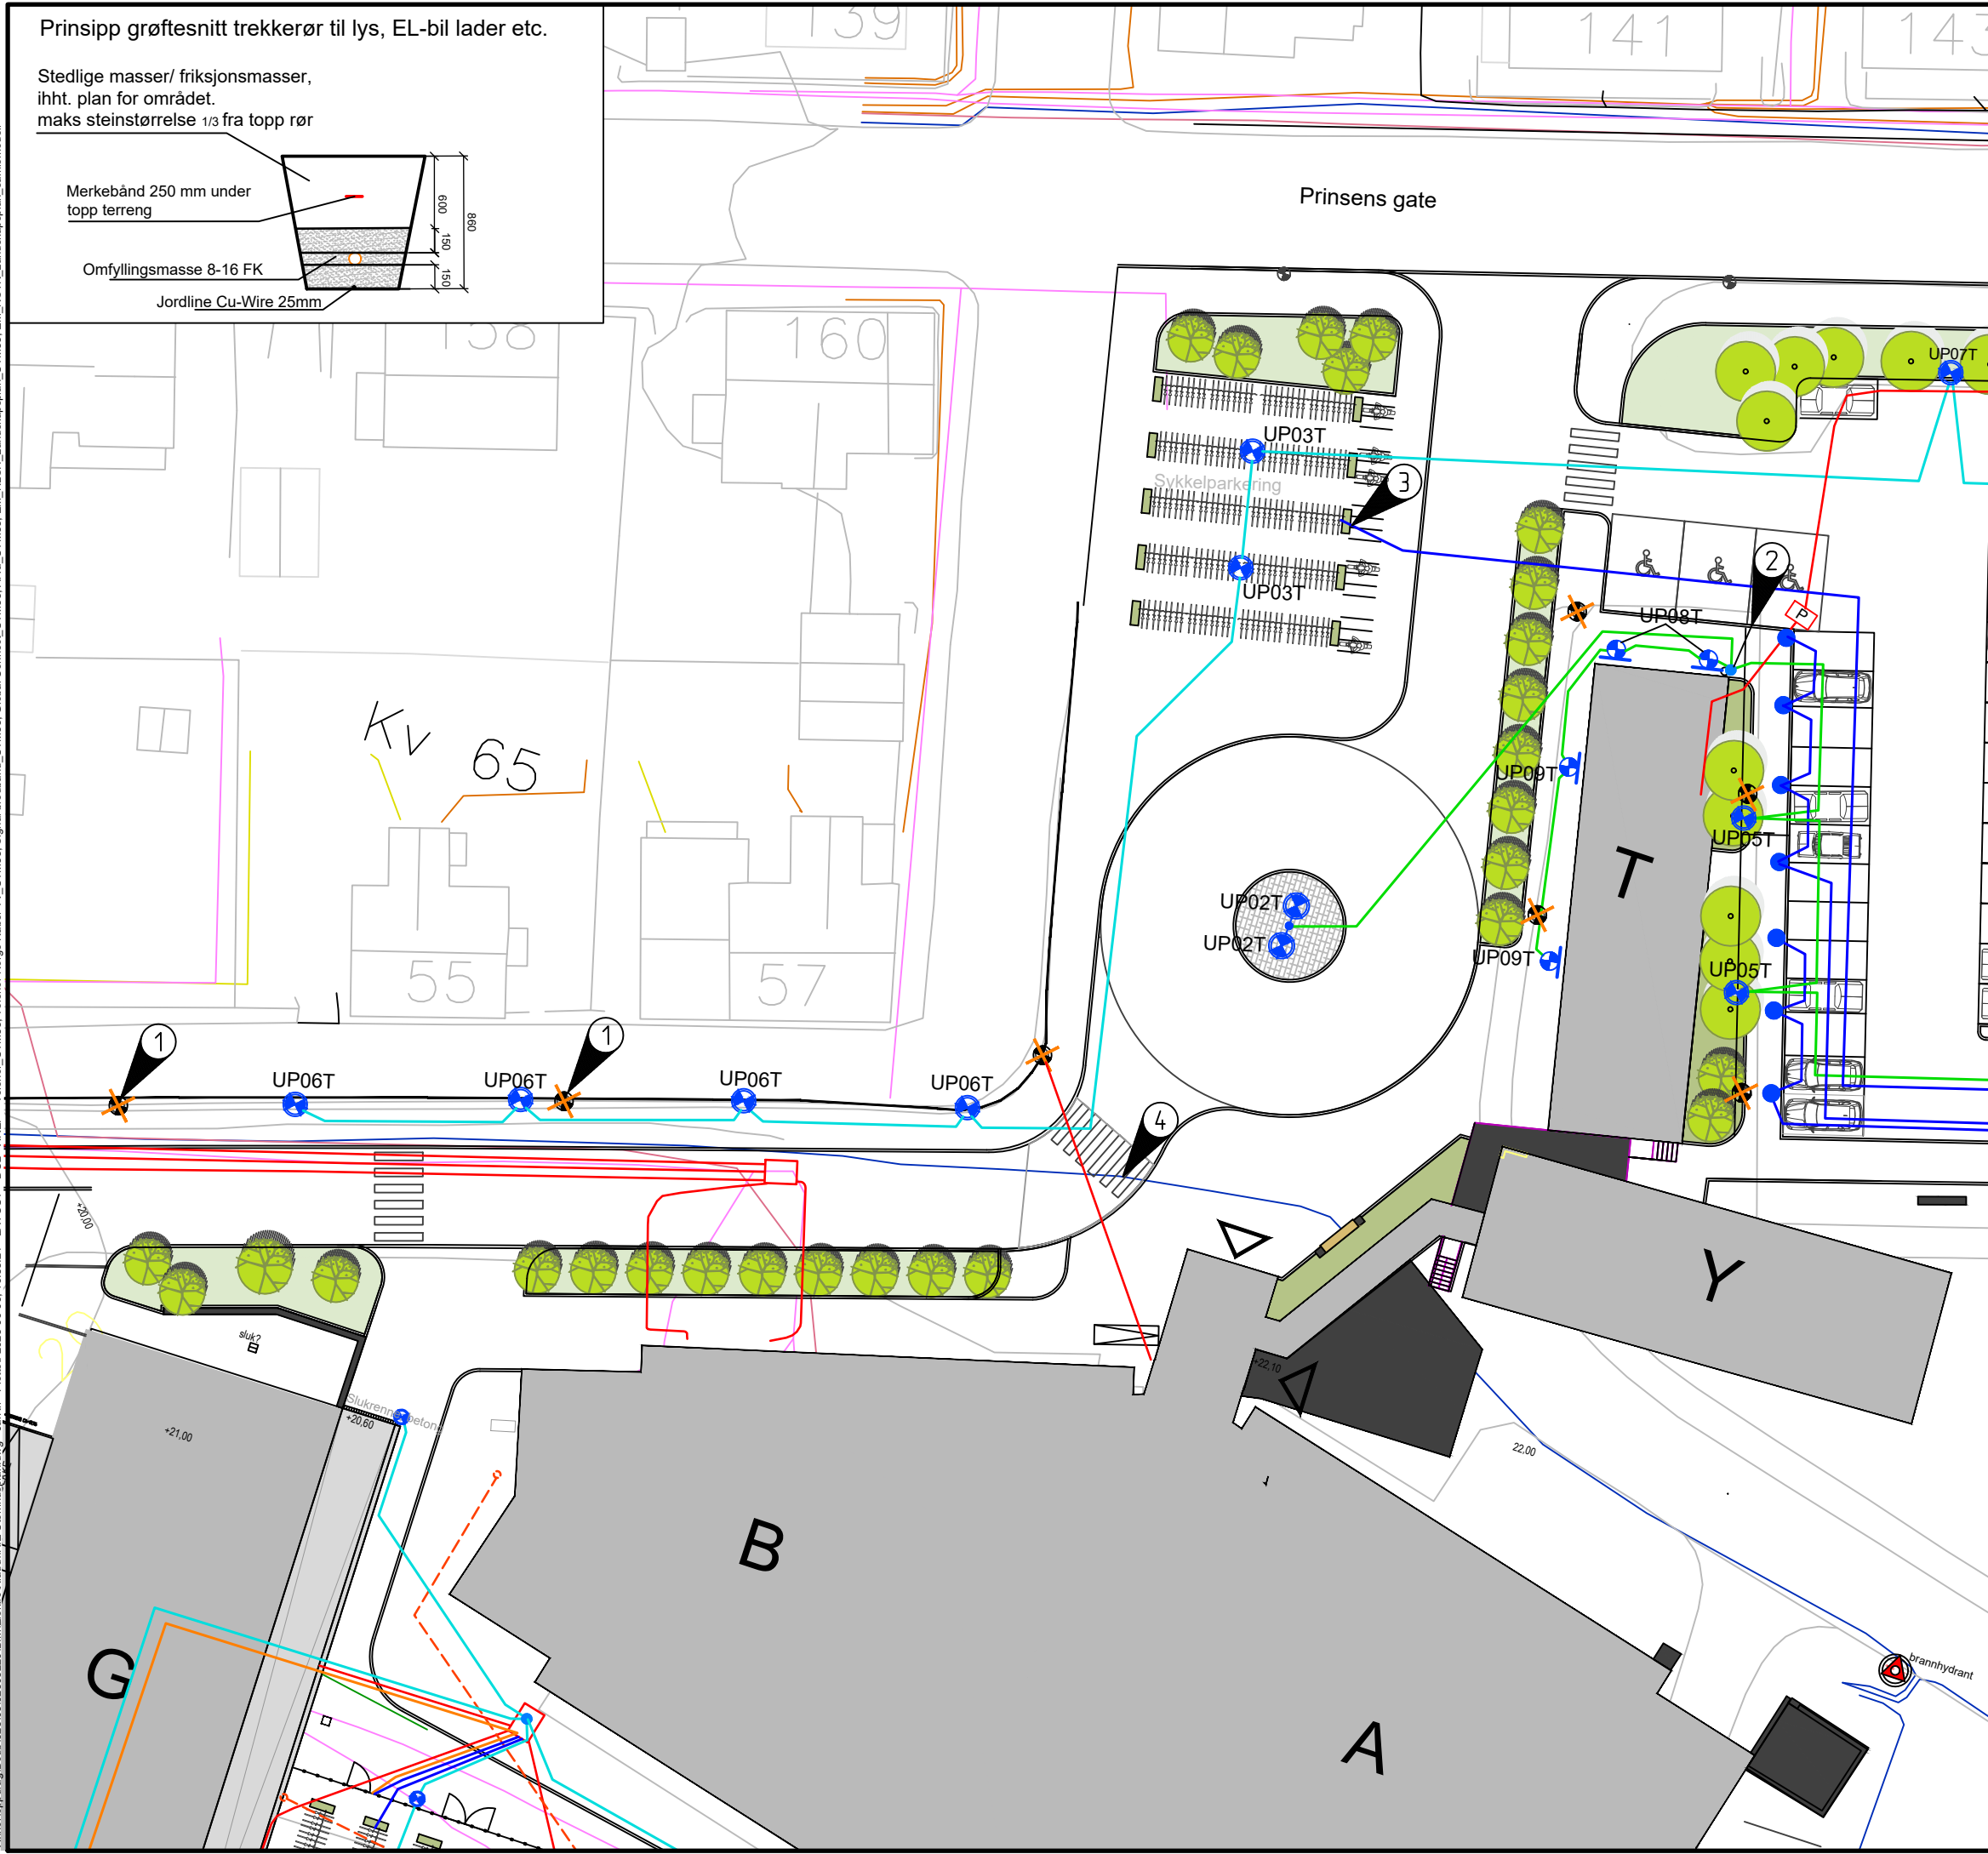 Prinsipp grøftesnitt trekkerør til lys, EL-bil lader etc.
Stedlige masser/ friksjonsmasser,
ihht. plan for området.
maks steinstørrelse 1/3 fra topp rør
Merkebånd 250 mm under
topp terreng
Omfyllingsmasse 8-16 FK
Jordline Cu-Wire 25mm
600
150
150
860
139
141
143
Prinsens gate
158
160
UP07T
UP03T
Sykkelparkering
3
UP03T
2
P
UP08T
Kv 65
UP09T
UP05T
T
UP02T
UP02T
UP09T
UP05T
55
57
1
1
UP06T
UP06T
UP06T
UP06T
4
+20,00
Y
sluk?
+22,10
Slukrenne betong
+20,60
+21,00
22,00
B
G
A
brannhydrant